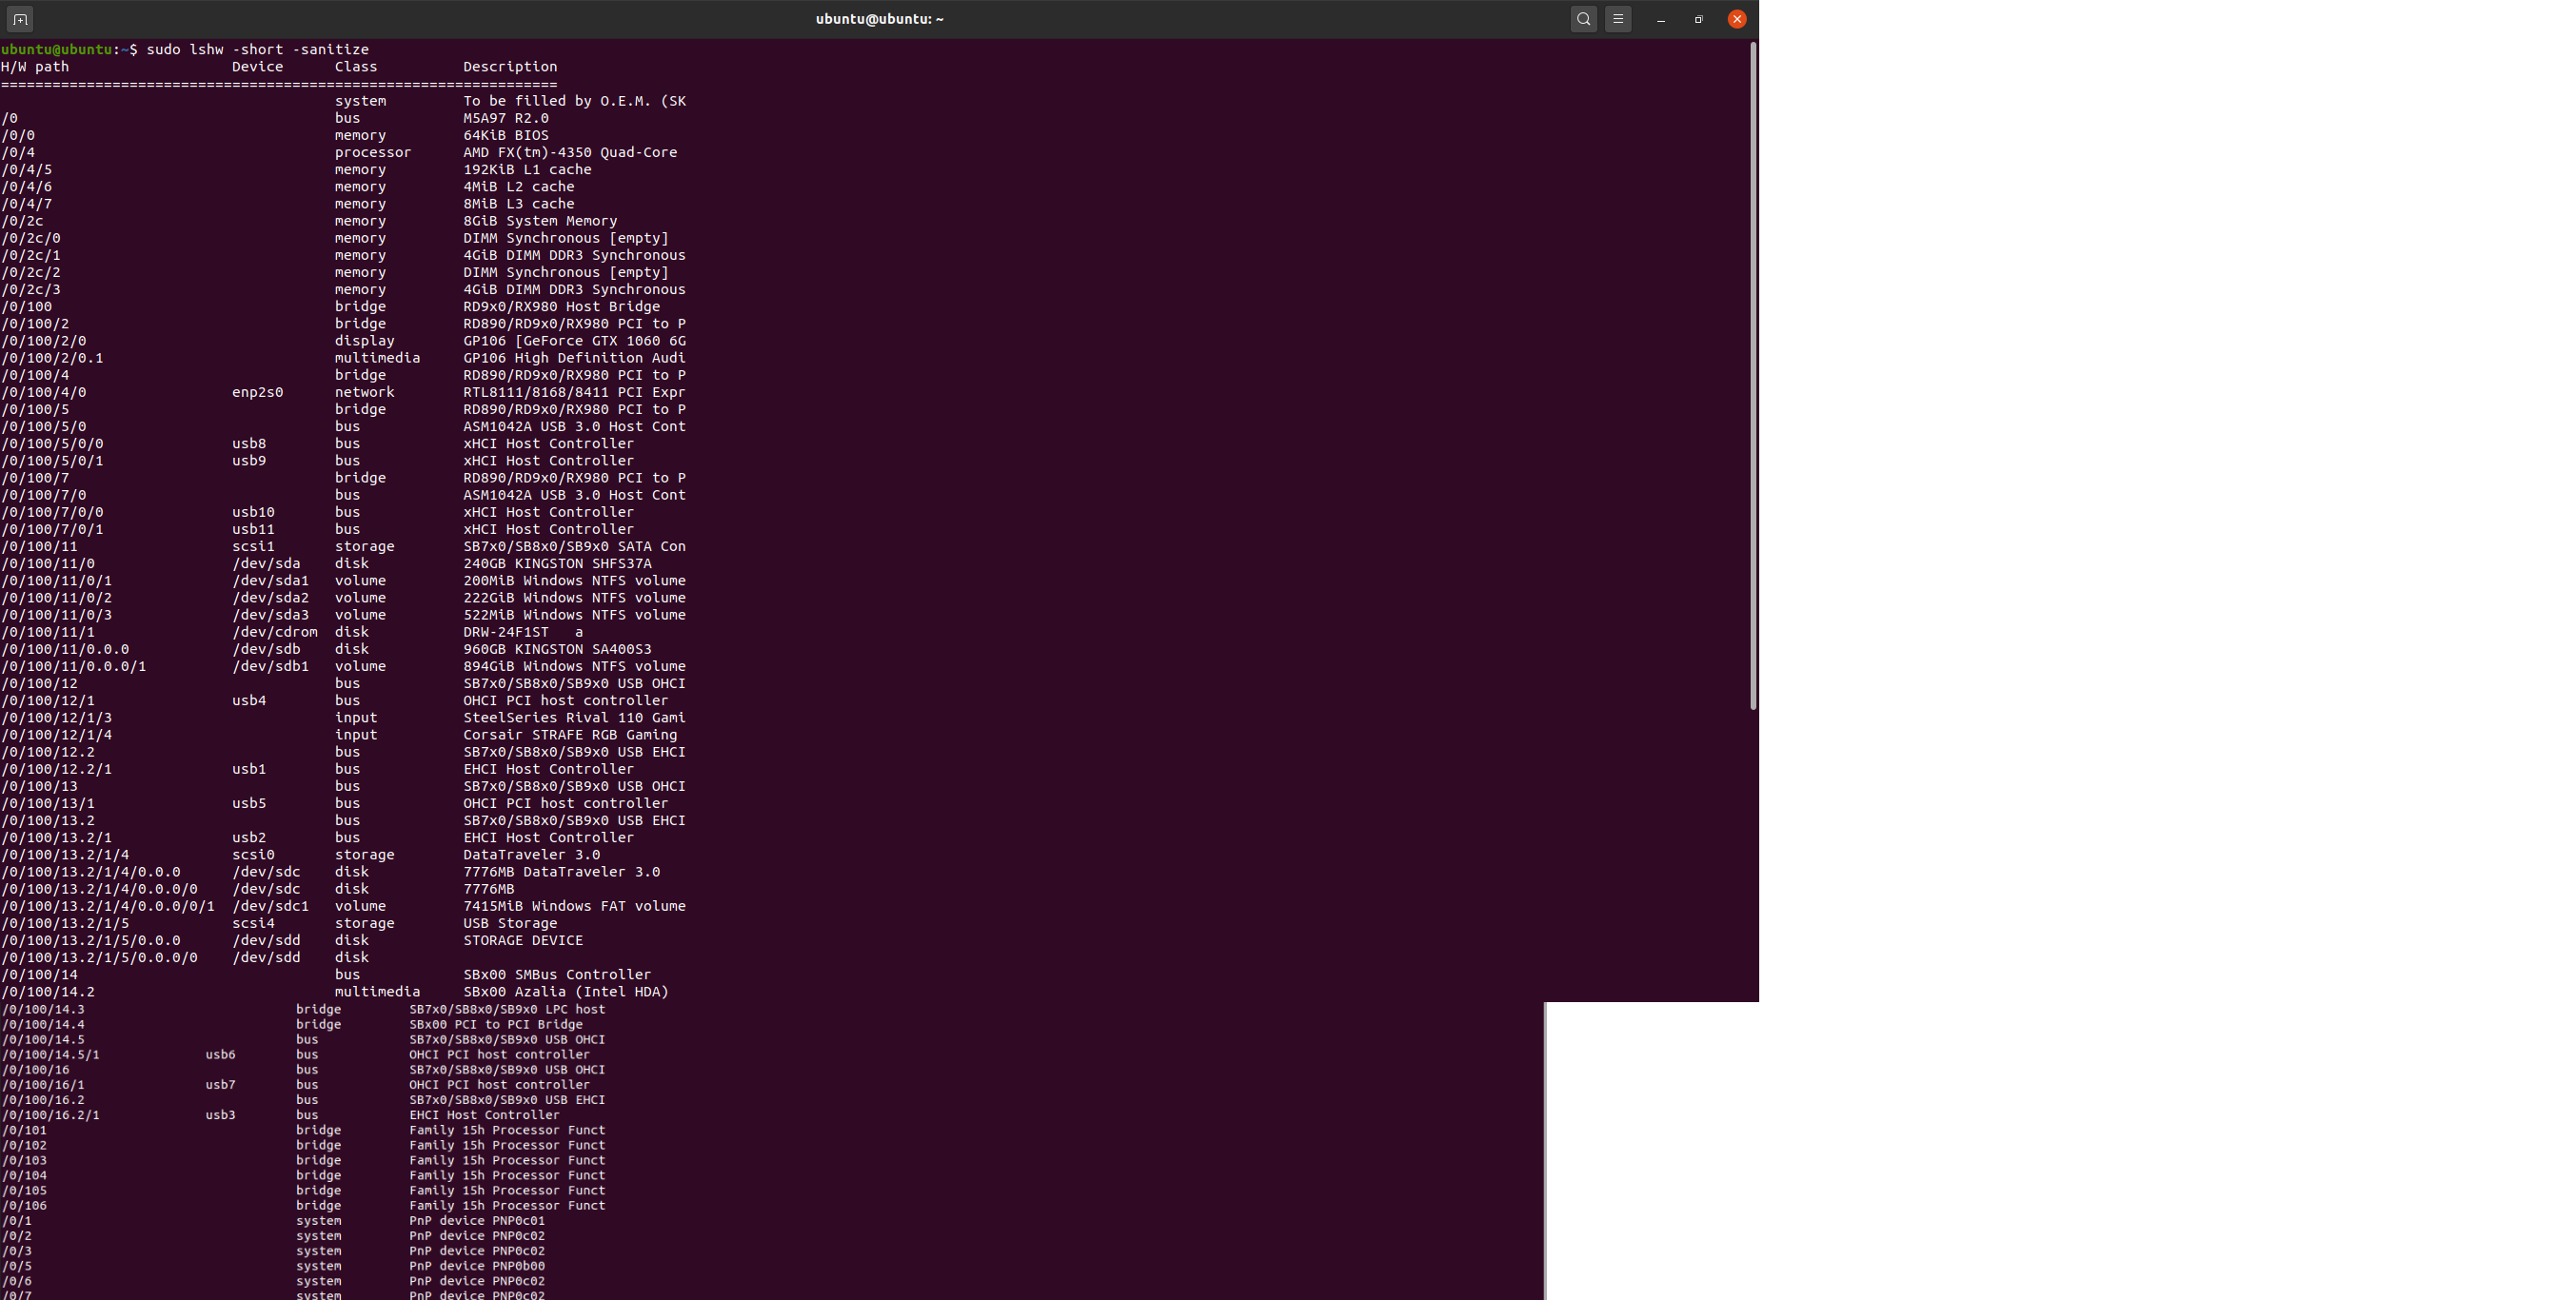 ubuntu@ubuntu: ~
ubuntu@ubuntu:~$ sudo lshw -short -sanitize
H/W path                   Device      Class          Description
=================================================================
                                       system         To be filled by O.E.M. (SK
/0                                     bus            M5A97 R2.0
/0/0                                   memory         64KiB BIOS
/0/4                                   processor      AMD FX(tm)-4350 Quad-Core
/0/4/5                                 memory         192KiB L1 cache
/0/4/6                                 memory         4MiB L2 cache
/0/4/7                                 memory         8MiB L3 cache
/0/2c                                  memory         8GiB System Memory
/0/2c/0                                memory         DIMM Synchronous [empty]
/0/2c/1                                memory         4GiB DIMM DDR3 Synchronous
/0/2c/2                                memory         DIMM Synchronous [empty]
/0/2c/3                                memory         4GiB DIMM DDR3 Synchronous
/0/100                                 bridge         RD9x0/RX980 Host Bridge
/0/100/2                               bridge         RD890/RD9x0/RX980 PCI to P
/0/100/2/0                             display        GP106 [GeForce GTX 1060 6G
/0/100/2/0.1                           multimedia     GP106 High Definition Audi
/0/100/4                               bridge         RD890/RD9x0/RX980 PCI to P
/0/100/4/0                 enp2s0      network        RTL8111/8168/8411 PCI Expr
/0/100/5                               bridge         RD890/RD9x0/RX980 PCI to P
/0/100/5/0                             bus            ASM1042A USB 3.0 Host Cont
/0/100/5/0/0               usb8        bus            xHCI Host Controller
/0/100/5/0/1               usb9        bus            xHCI Host Controller
/0/100/7                               bridge         RD890/RD9x0/RX980 PCI to P
/0/100/7/0                             bus            ASM1042A USB 3.0 Host Cont
/0/100/7/0/0               usb10       bus            xHCI Host Controller
/0/100/7/0/1               usb11       bus            xHCI Host Controller
/0/100/11                  scsi1       storage        SB7x0/SB8x0/SB9x0 SATA Con
/0/100/11/0                /dev/sda    disk           240GB KINGSTON SHFS37A
/0/100/11/0/1              /dev/sda1   volume         200MiB Windows NTFS volume
/0/100/11/0/2              /dev/sda2   volume         222GiB Windows NTFS volume
/0/100/11/0/3              /dev/sda3   volume         522MiB Windows NTFS volume
/0/100/11/1                /dev/cdrom  disk           DRW-24F1ST   a
/0/100/11/0.0.0            /dev/sdb    disk           960GB KINGSTON SA400S3
/0/100/11/0.0.0/1          /dev/sdb1   volume         894GiB Windows NTFS volume
/0/100/12                              bus            SB7x0/SB8x0/SB9x0 USB OHCI
/0/100/12/1                usb4        bus            OHCI PCI host controller
/0/100/12/1/3                          input          SteelSeries Rival 110 Gami
/0/100/12/1/4                          input          Corsair STRAFE RGB Gaming
/0/100/12.2                            bus            SB7x0/SB8x0/SB9x0 USB EHCI
/0/100/12.2/1              usb1        bus            EHCI Host Controller
/0/100/13                              bus            SB7x0/SB8x0/SB9x0 USB OHCI
/0/100/13/1                usb5        bus            OHCI PCI host controller
/0/100/13.2                            bus            SB7x0/SB8x0/SB9x0 USB EHCI
/0/100/13.2/1              usb2        bus            EHCI Host Controller
/0/100/13.2/1/4            scsi0       storage        DataTraveler 3.0
/0/100/13.2/1/4/0.0.0      /dev/sdc    disk           7776MB DataTraveler 3.0
/0/100/13.2/1/4/0.0.0/0    /dev/sdc    disk           7776MB
/0/100/13.2/1/4/0.0.0/0/1  /dev/sdc1   volume         7415MiB Windows FAT volume
/0/100/13.2/1/5            scsi4       storage        USB Storage
/0/100/13.2/1/5/0.0.0      /dev/sdd    disk           STORAGE DEVICE
/0/100/13.2/1/5/0.0.0/0    /dev/sdd    disk
/0/100/14                              bus            SBx00 SMBus Controller
/0/100/14.2                            multimedia     SBx00 Azalia (Intel HDA)
/0/100/14.3                            bridge         SB7x0/SB8x0/SB9x0 LPC host
/0/100/14.4                            bridge         SBx00 PCI to PCI Bridge
/0/100/14.5                            bus            SB7x0/SB8x0/SB9x0 USB OHCI
/0/100/14.5/1              usb6        bus            OHCI PCI host controller
/0/100/16                              bus            SB7x0/SB8x0/SB9x0 USB OHCI
/0/100/16/1                usb7        bus            OHCI PCI host controller
/0/100/16.2                            bus            SB7x0/SB8x0/SB9x0 USB EHCI
/0/100/16.2/1              usb3        bus            EHCI Host Controller
/0/101                                 bridge         Family 15h Processor Funct
/0/102                                 bridge         Family 15h Processor Funct
/0/103                                 bridge         Family 15h Processor Funct
/0/104                                 bridge         Family 15h Processor Funct
/0/105                                 bridge         Family 15h Processor Funct
/0/106                                 bridge         Family 15h Processor Funct
/0/1                                   system         PnP device PNP0c01
/0/2                                   system         PnP device PNP0c02
/0/3                                   system         PnP device PNP0c02
/0/5                                   system         PnP device PNP0b00
/0/6                                   system         PnP device PNP0c02
/0/7                                   system         PnP device PNP0c02